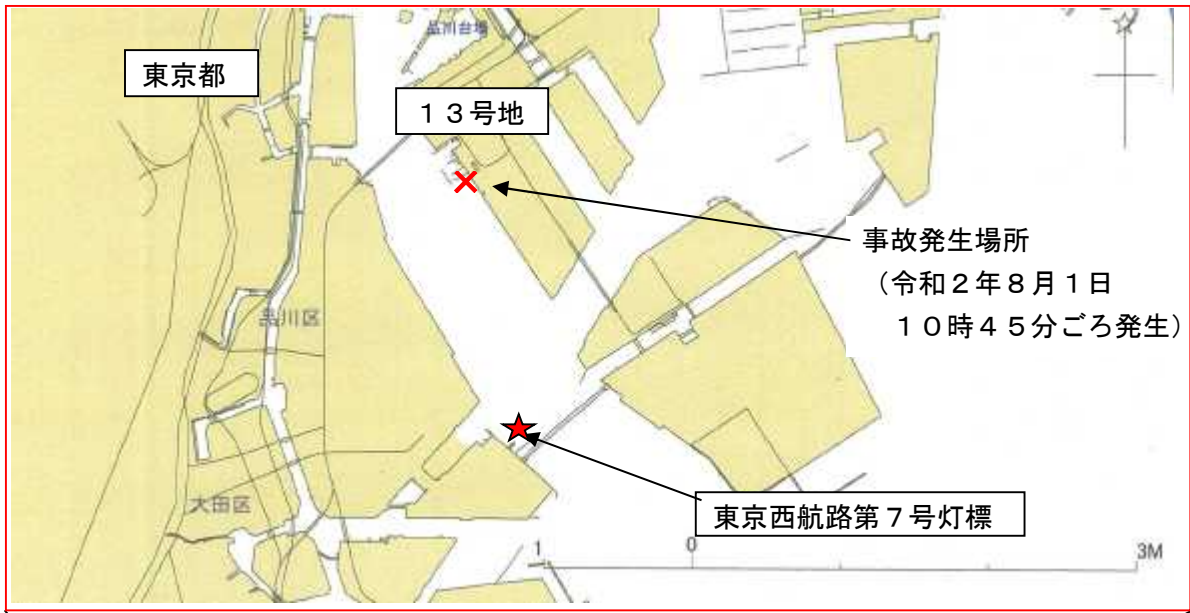 品川台場
東京都
１３号地
事故発生場所
（令和２年８月１日
１０時４５分ごろ発生）
品川区
大田区
東京西航路第７号灯標
1
0
3M